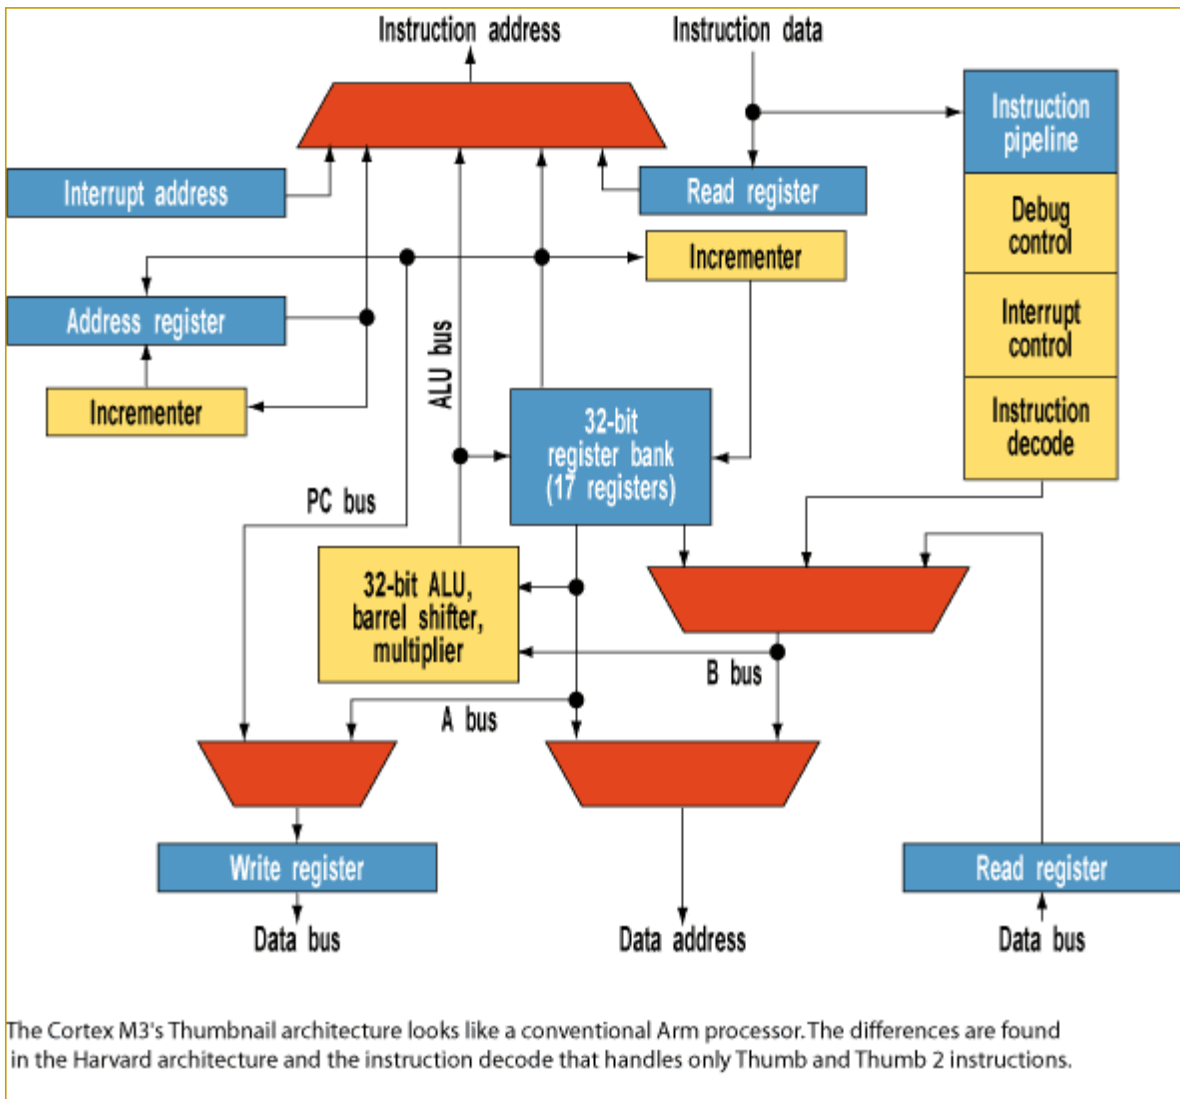 Instruction address
Instruction data
Instruction
pipeline
Interrupt address
Read register
Debug
control
Incrementer
Address register
Interrupt
control
ALU bus
Incrementer
32-bit
register bank
(17 registers)
Instruction
decode
PC bus
32-bit ALU,
barrel shifter,
multiplier
B bus
A bus
Write register
Read register
Data bus
Data address
Data bus
The Cortex M3's Thumbnail architecture looks like a conventional Arm processor. The differences are found
in the Harvard architecture and the instruction decode that handles only Thumb and Thumb 2 instructions.